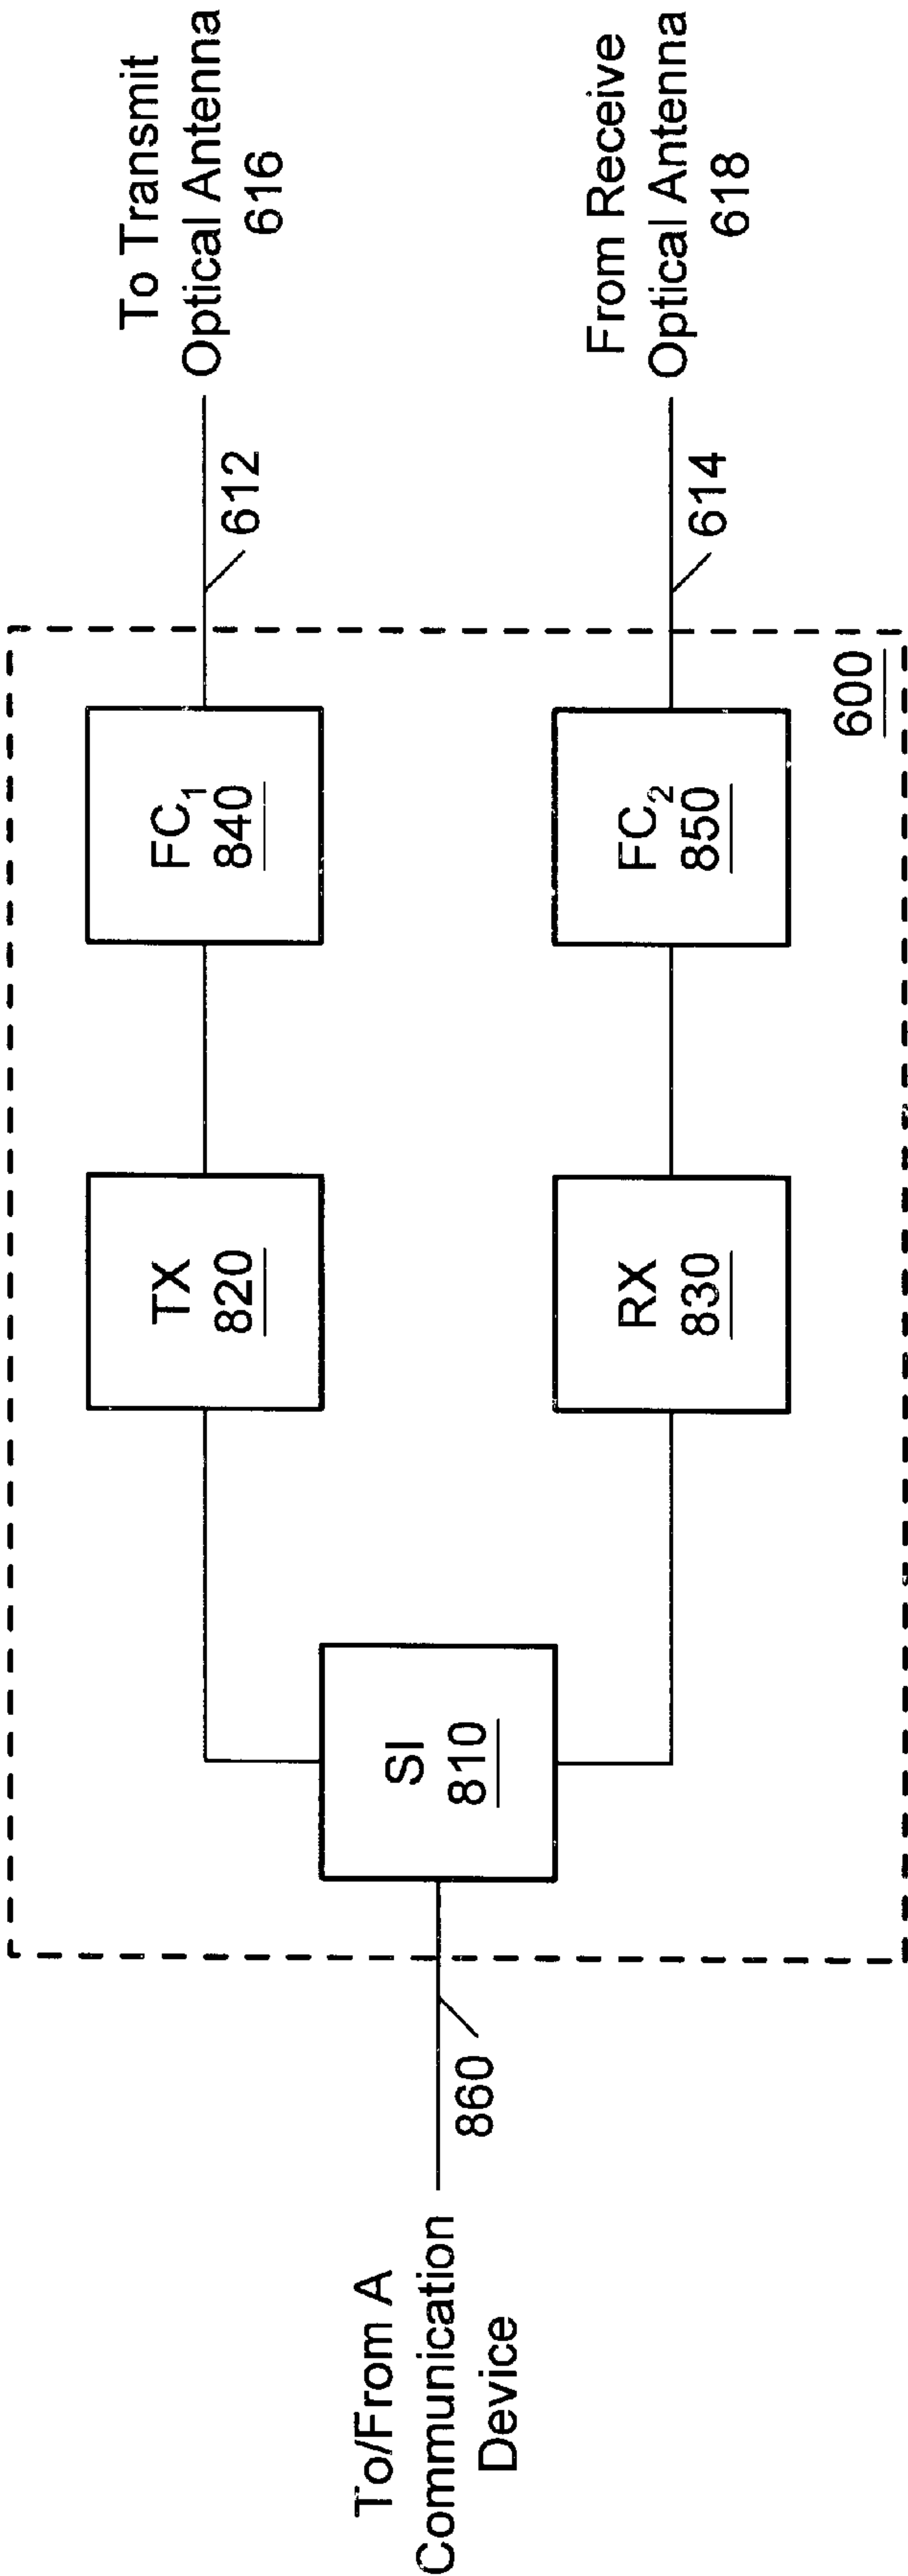 To/From A
Communication
Device
860
SI
810
TX
820
RX
830
FC₁
840
FC₂
850
600
612
614
To Transmit
Optical Antenna
616
From Receive
Optical Antenna
618